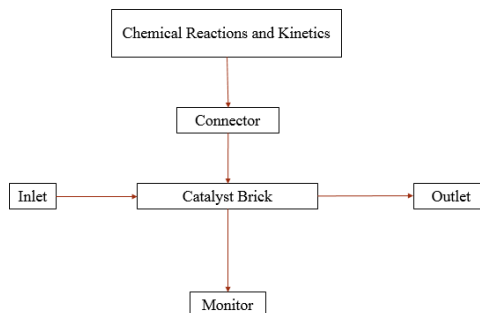 Chemical Reactions and Kinetics
Connector
Inlet
Catalyst Brick
Outlet
Monitor